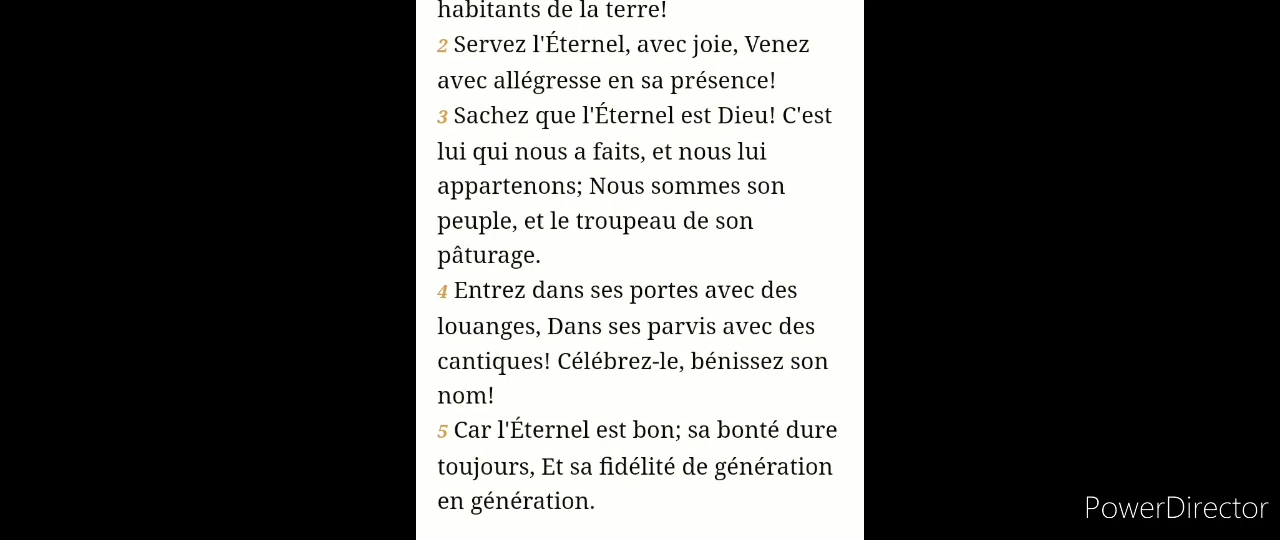 habitants de la terre!
2 Servez l'Éternel, avec joie, Venez
avec allégresse en sa présence!
3 Sachez que l'Éternel est Dieu! C'est
lui qui nous a faits, et nous lui
appartenons; Nous sommes son
peuple, et le troupeau de son
pâturage.
4 Entrez dans ses portes avec des
louanges, Dans ses parvis avec des
cantiques! Célébrez-le, bénissez son
nom!
5 Car l'Éternel est bon; sa bonté dure
toujours, Et sa fidélité de génération
en génération.
PowerDirector